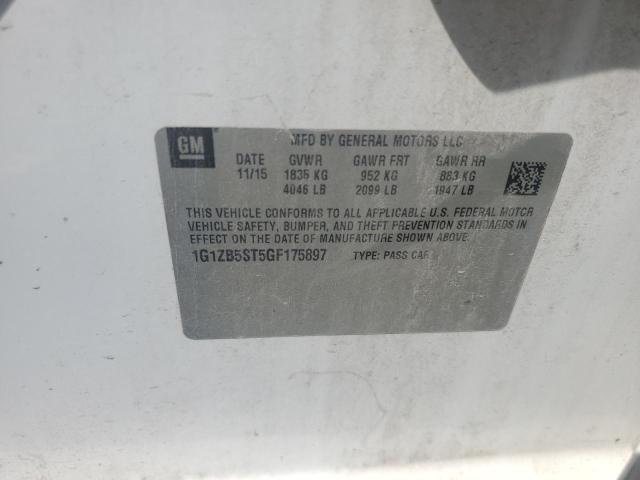 GM
MFD BY GENERAL MOTORS LLC
DATE GVWR GAWR FRT GAWR RR
11/15 1835 KG 952 KG 883 KG
4046 LB 2099 LB 1947 LB
THIS VEHICLE CONFORMS TO ALL APPLICABLE U.S. FEDERAL MOTOR
VEHICLE SAFETY, BUMPER, AND THEFT PREVENTION STANDARDS IN
EFFECT ON THE DATE OF MANUFACTURE SHOWN ABOVE.
1G1ZB5ST5GF175897 TYPE: PASS CAR